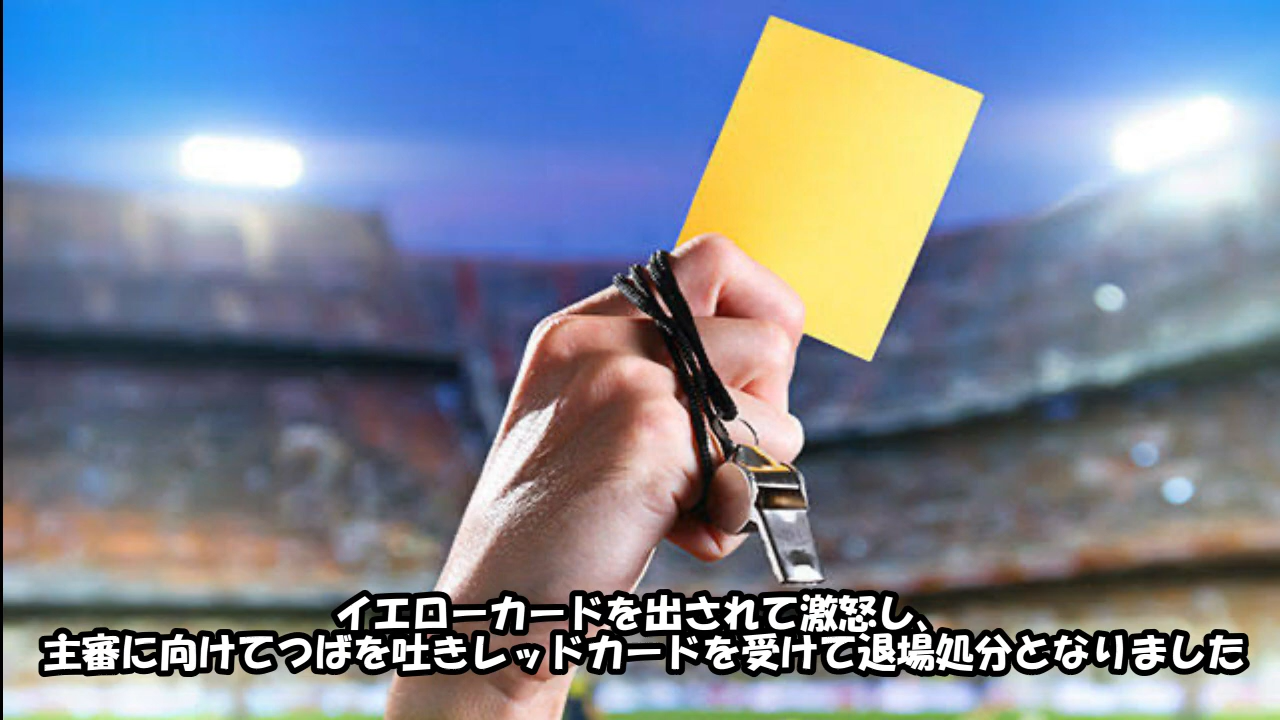 イエローカードを出されて激怒し、
主審に向けてつばを吐きレッドカードを受けて退場処分となりました